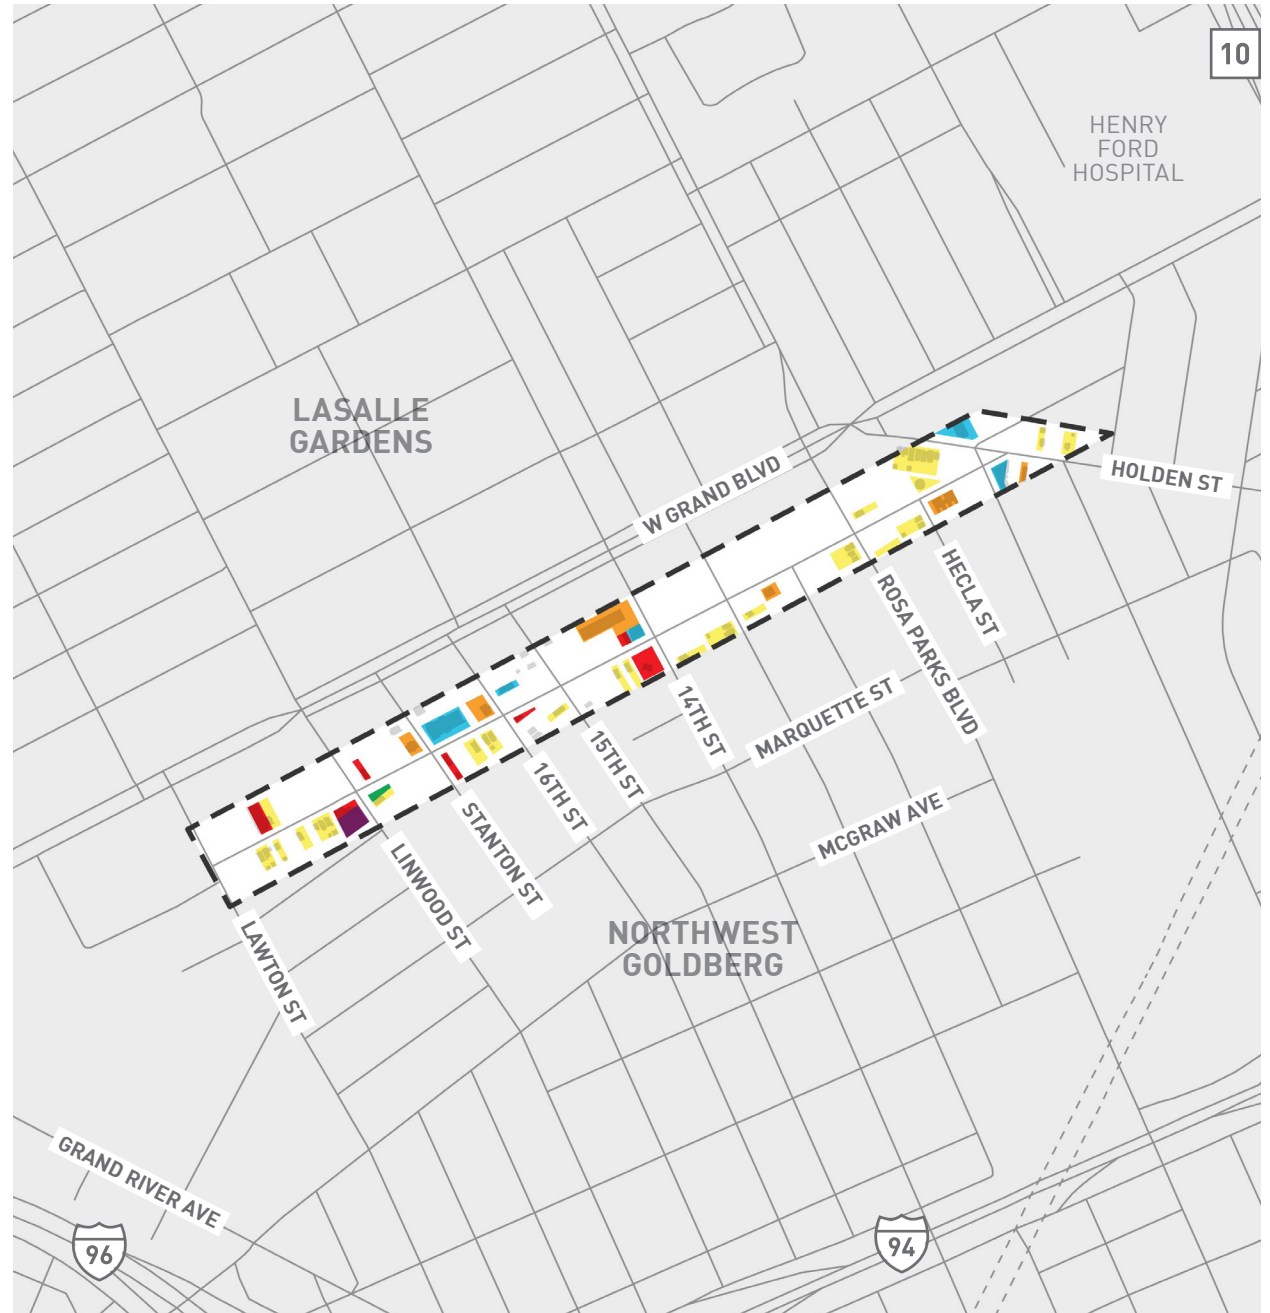 10
HENRY
FORD
HOSPITAL
LASALLE
GARDENS
W GRAND BLVD
HOLDEN ST
HECLA ST
ROSA PARKS BLVD
MARQUETTE ST
14TH ST
15TH ST
16TH ST
MCGRAW AVE
STANTON ST
LINWOOD ST
LAWTON ST
NORTHWEST
GOLDBERG
GRAND RIVER AVE
96
94